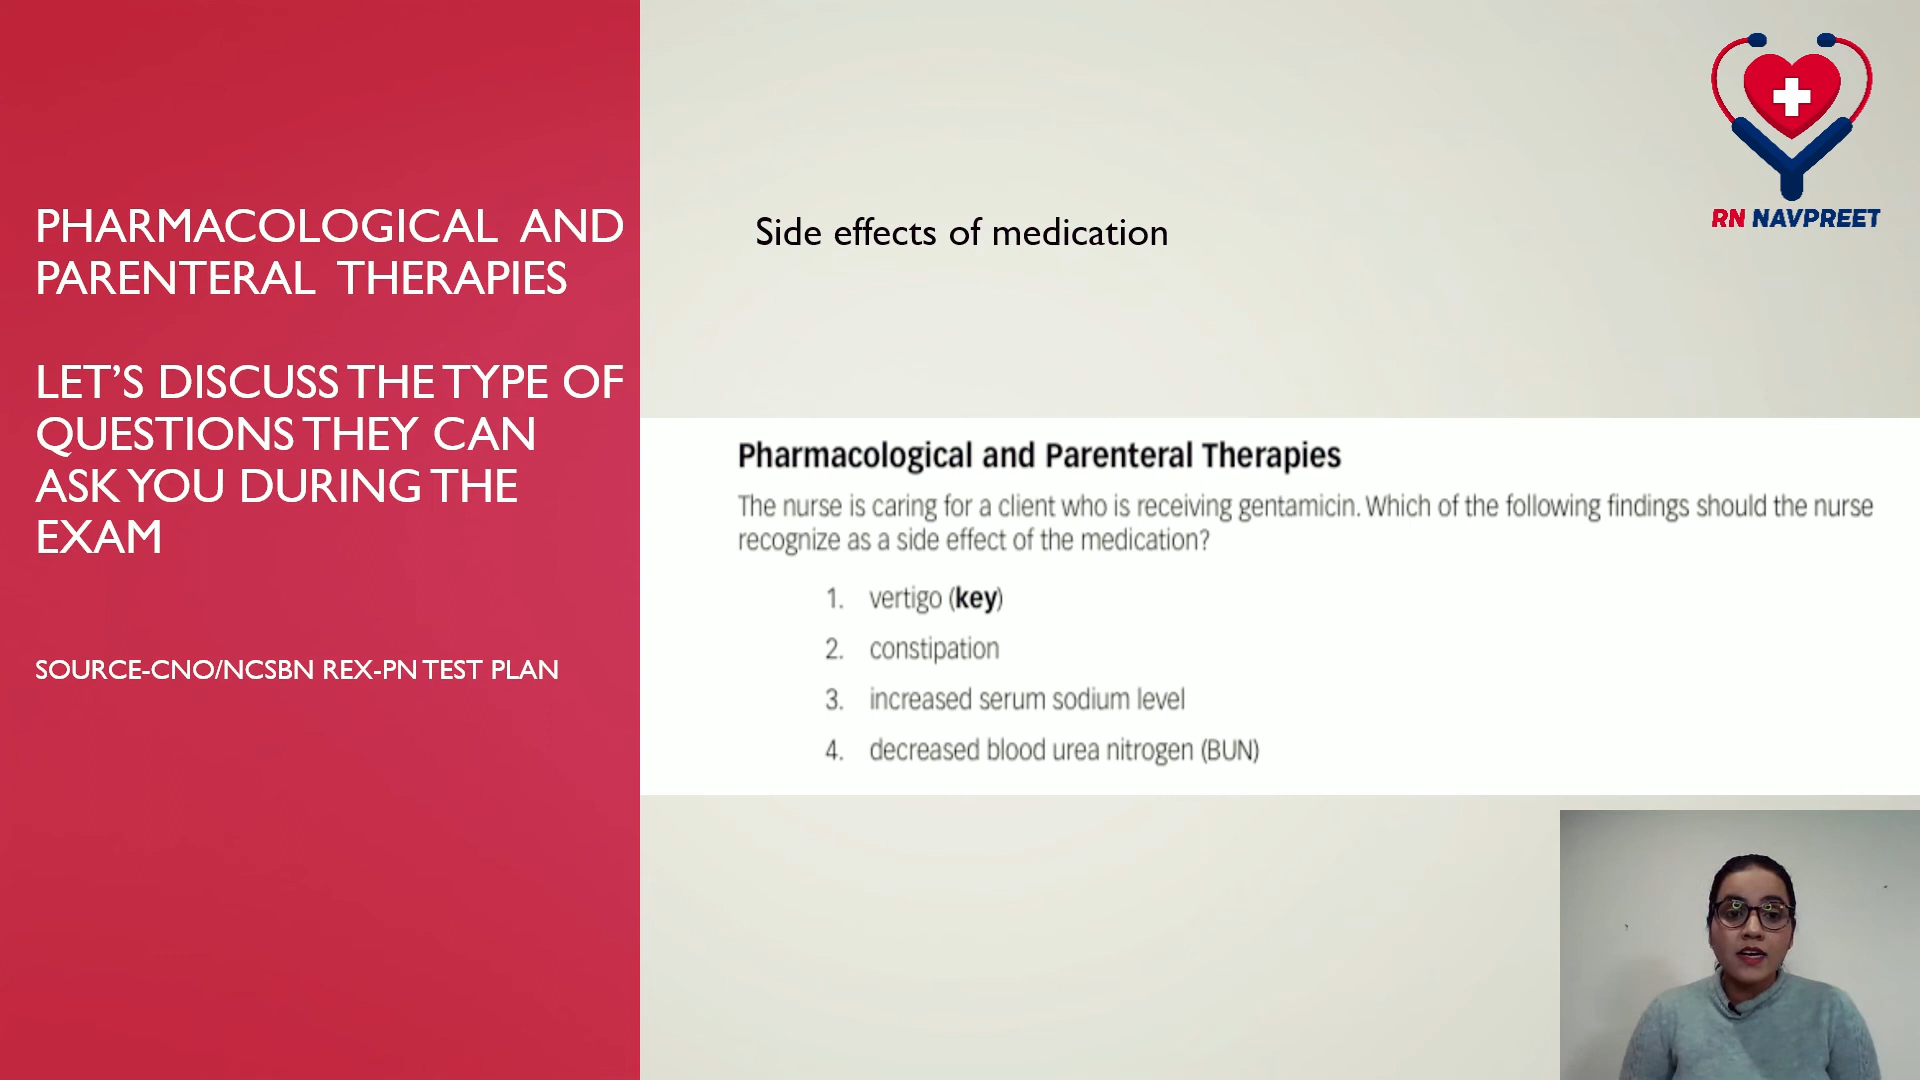 PHARMACOLOGICAL AND
PARENTERAL THERAPIES
LET'S DISCUSS THE TYPE OF
QUESTIONS THEY CAN
ASK YOU DURING THE
EXAM
SOURCE-CNO/NCSBN REX-PN TEST PLAN
Side effects of medication
RN NAVPREET
Pharmacological and Parenteral Therapies
The nurse is caring for a client who is receiving gentamicin. Which of the following findings should the nurse
recognize as a side effect of the medication?
1. vertigo (key)
2. constipation
3. increased serum sodium level
4. decreased blood urea nitrogen (BUN)